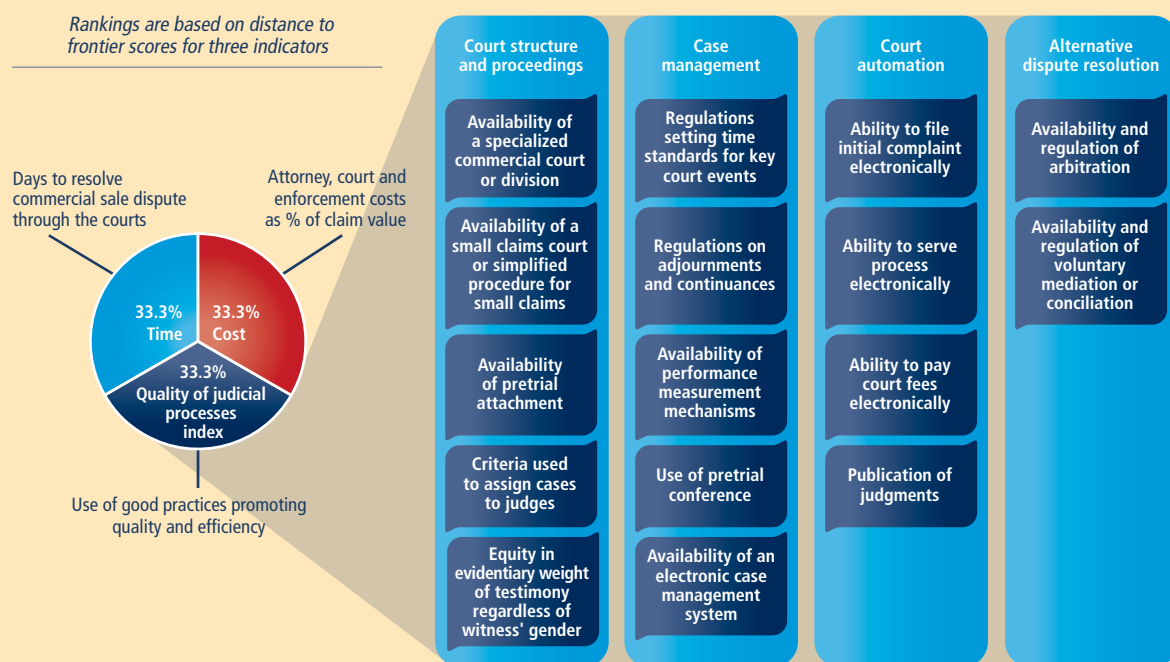 Rankings are based on distance to
frontier scores for three indicators
Days to resolve
commercial sale dispute
through the courts
Attorney, court and
enforcement costs
as % of claim value
33.3%
Time
33.3%
Cost
33.3%
Quality of judicial
processes
index
Use of good practices promoting
quality and efficiency
Court structure
and proceedings
Availability of
a specialized
commercial court
or division
Availability of a
small claims court
or simplified
procedure for
small claims
Availability
of pretrial
attachment
Criteria used
to assign cases
to judges
Equity in
evidentiary weight
of testimony
regardless of
witness' gender
Case
management
Regulations
setting time
standards for key
court events
Regulations on
adjournments
and continuances
Availability of
performance
measurement
mechanisms
Use of pretrial
conference
Availability of an
electronic case
management
system
Court
automation
Ability to file
initial complaint
electronically
Ability to serve
process
electronically
Ability to pay
court fees
electronically
Publication of
judgments
Alternative
dispute resolution
Availability and
regulation of
arbitration
Availability and
regulation of
voluntary
mediation or
conciliation